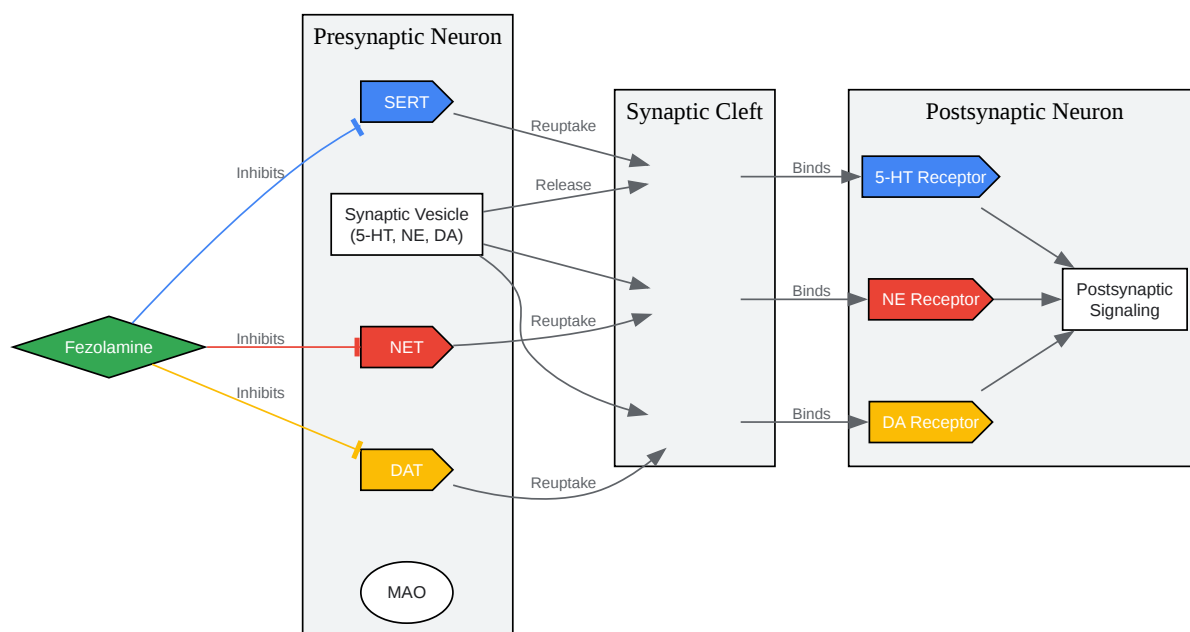 Presynaptic Neuron
SERT
Synaptic Vesicle
(5-HT, NE, DA)
NET
DAT
MAO
Fezolamine
Inhibits
Inhibits
Inhibits
Reuptake
Release
Reuptake
Reuptake
Synaptic Cleft
Binds
Binds
Binds
Postsynaptic Neuron
5-HT Receptor
NE Receptor
DA Receptor
Postsynaptic
Signaling